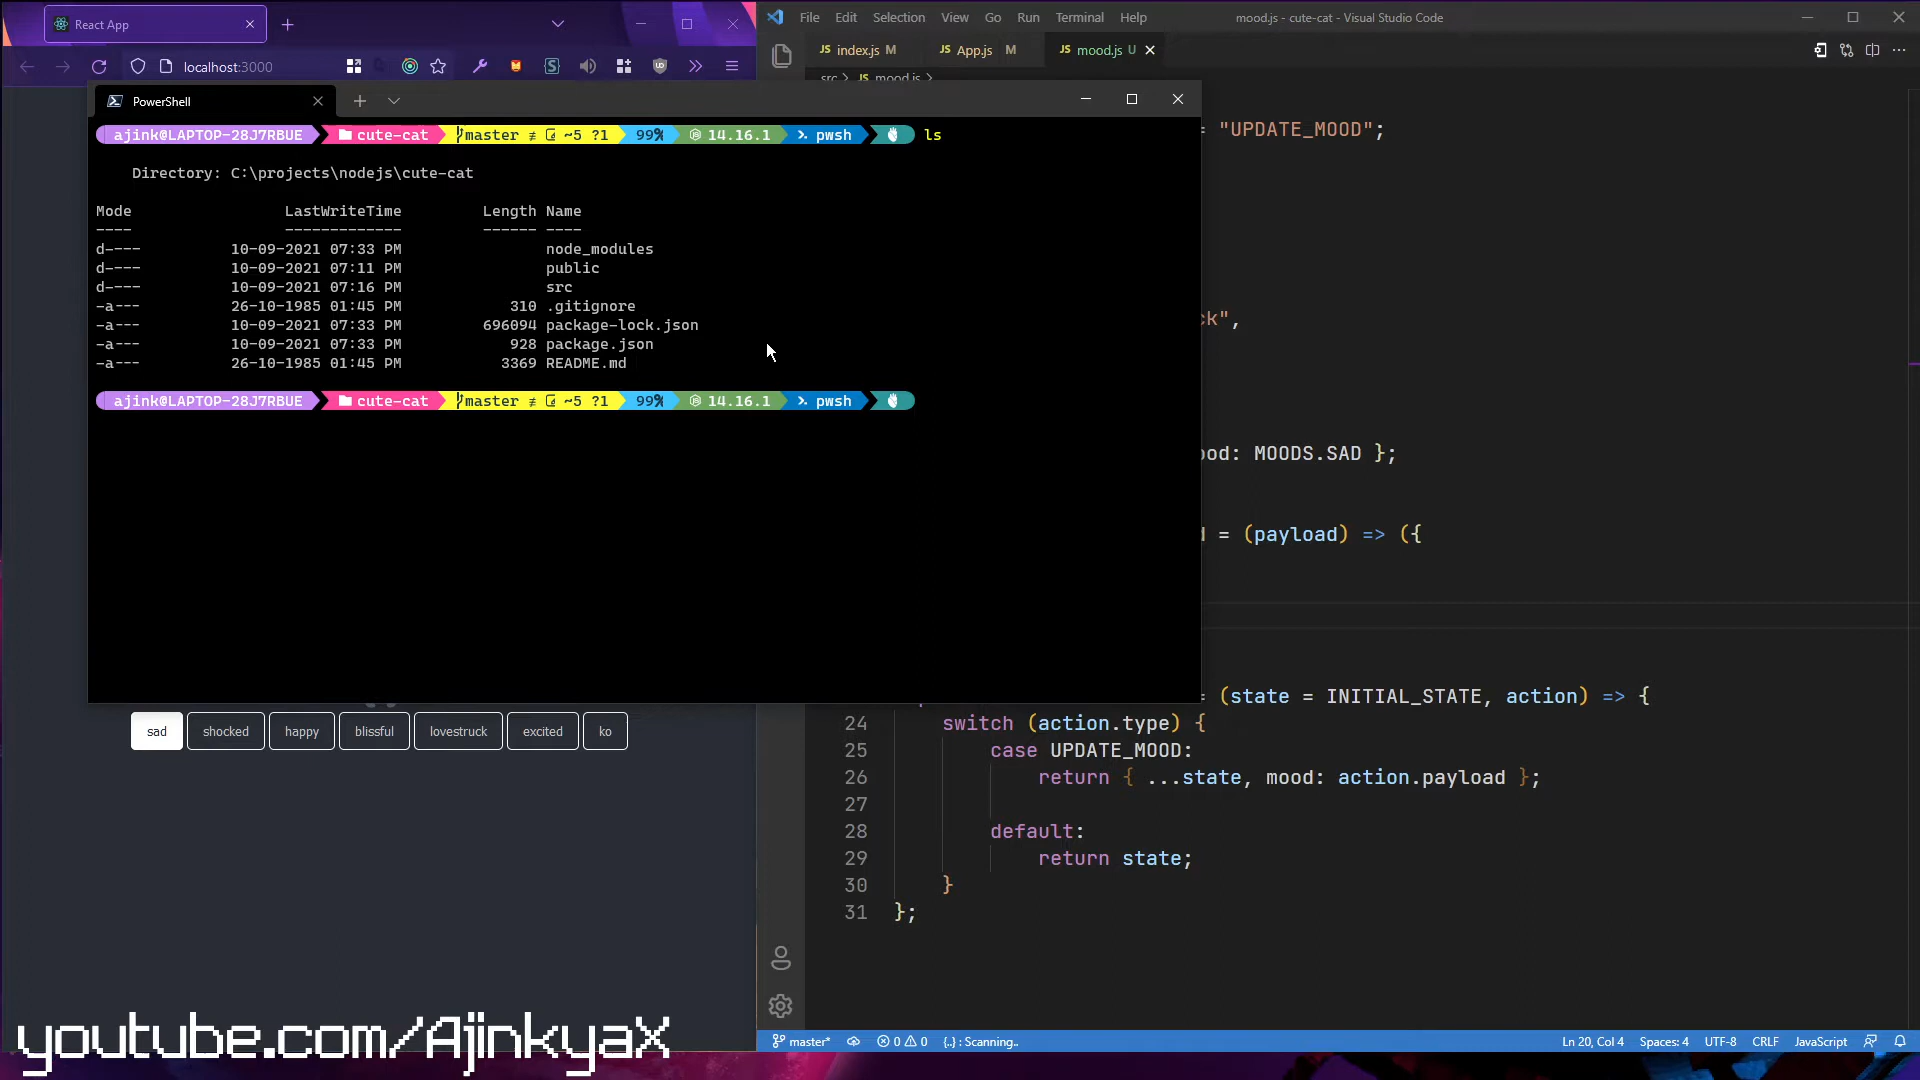 React App
localhost:3000
File Edit Selection View Go Run Terminal Help
mood.js - cute-cat - Visual Studio Code
JS index.js M
JS App.js M
JS mood.js U
src > JS mood.js >
PowerShell
ajink@LAPTOP-28J7RBUE cute-cat master ≢ ~5 ?1 99% 14.16.1 pwsh ls
Directory: C:\projects\nodejs\cute-cat
Mode LastWriteTime Length Name
---- ------------- ------ ----
d---- 10-09-2021 07:33 PM node_modules
d---- 10-09-2021 07:11 PM public
d---- 10-09-2021 07:16 PM src
-a--- 26-10-1985 01:45 PM 310 .gitignore
-a--- 10-09-2021 07:33 PM 696094 package-lock.json
-a--- 10-09-2021 07:33 PM 928 package.json
-a--- 26-10-1985 01:45 PM 3369 README.md
ajink@LAPTOP-28J7RBUE cute-cat master ≢ ~5 ?1 99% 14.16.1 pwsh
= "UPDATE_MOOD";
ck",
ood: MOODS.SAD };
= (payload) => ({
= (state = INITIAL_STATE, action) => {
24 switch (action.type) {
25 case UPDATE_MOOD:
26 return { ...state, mood: action.payload };
27
28 default:
29 return state;
30 }
31 };
sad shocked happy blissful lovestruck excited ko
youtube.com/AjinkyaX
master* 0 0 {..} : Scanning..
Ln 20, Col 4 Spaces: 4 UTF-8 CRLF JavaScript